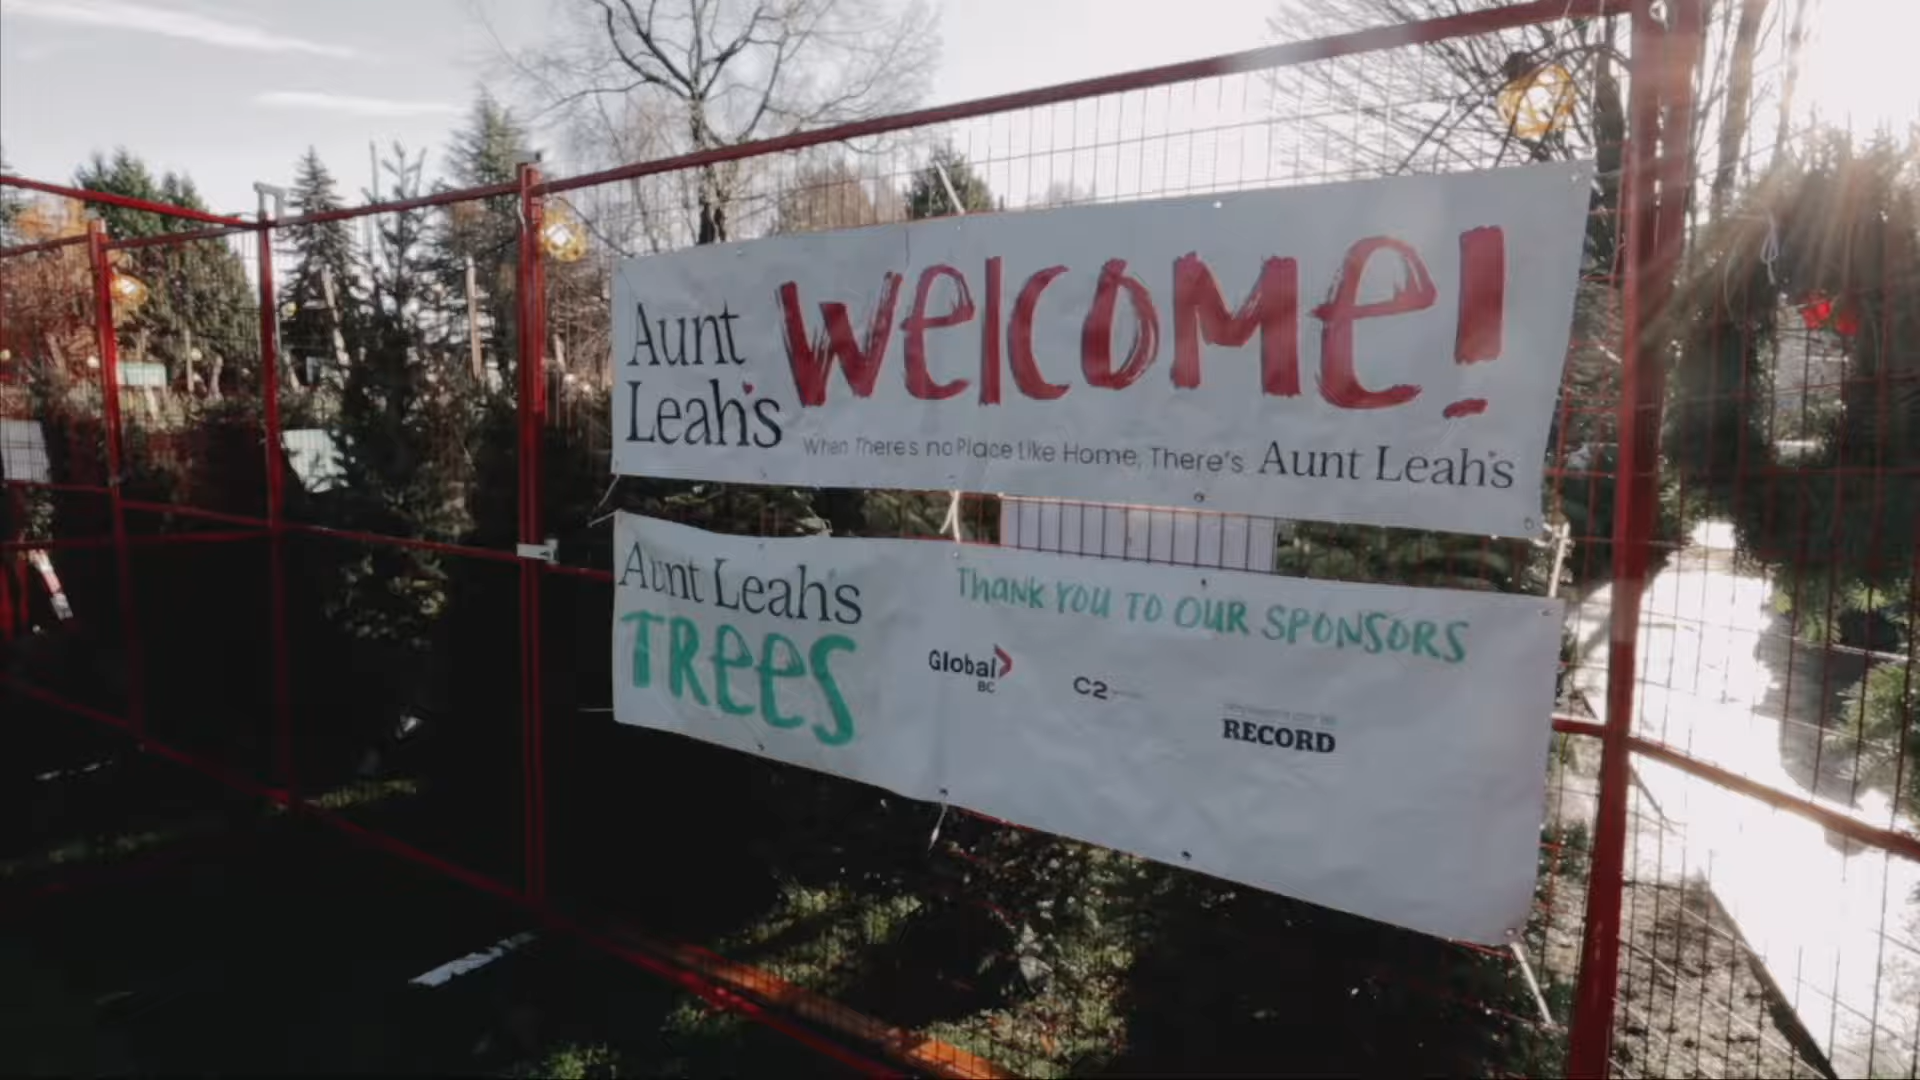 Aunt
Leah's
Welcome!
When There's no Place Like Home, There's Aunt Leah's
Aunt Leah's
TRees
THANK YOU TO OUR SPONSORS
Global
BC
C2
RECORD